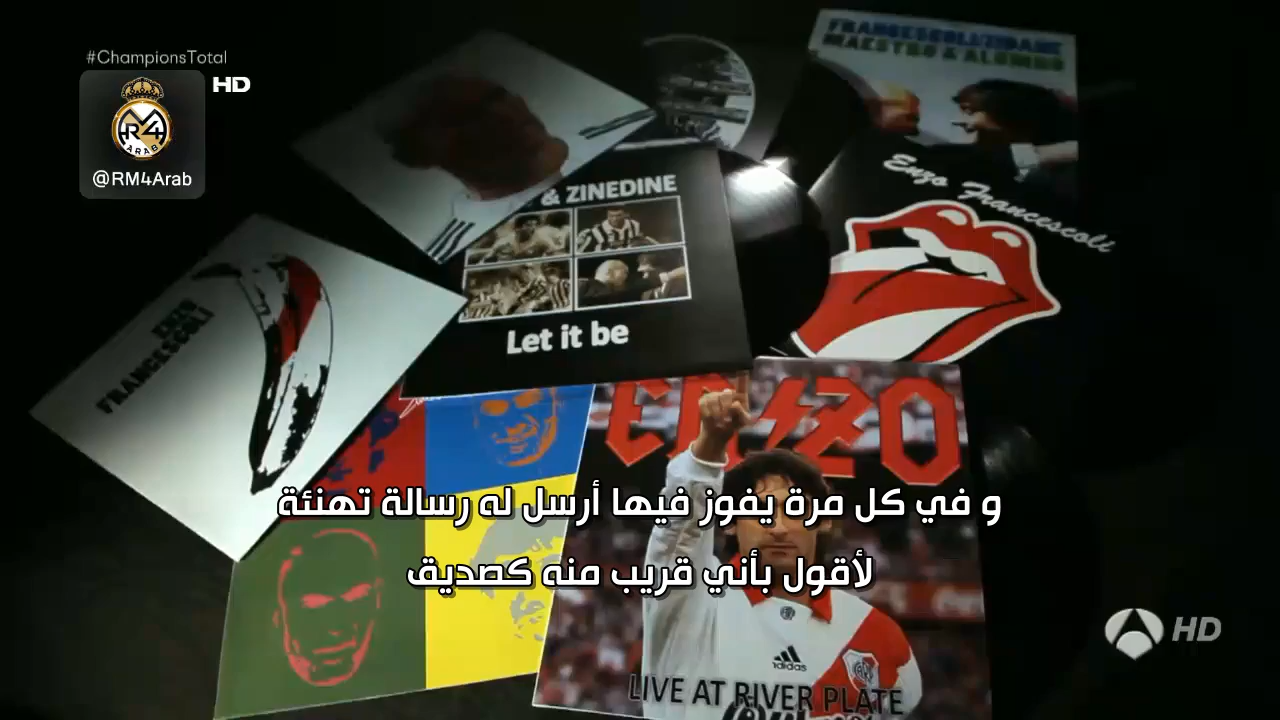 #ChampionsTotal
HD
R4
ARAB
@RM4Arab
FRANCESCOLI/ZIDANE
MAESTRO & ALUMNO
Enzo Francescoli
& ZINEDINE
Let it be
ENZO
FRANCESCOLI
ENZO
و في كل مرة يفوز فيها أرسل له رسالة تهنئة
لأقول بأني قريب منه كصديق
adidas
LIVE AT RIVER PLATE
HD